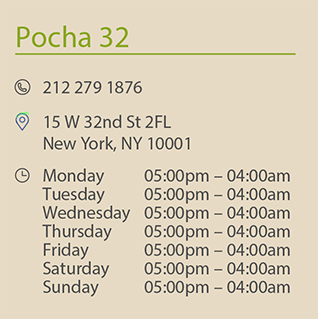 Pocha 32
212 279 1876
15 W 32nd St 2FL
New York, NY 10001
Monday 05:00pm – 04:00am
Tuesday 05:00pm – 04:00am
Wednesday 05:00pm – 04:00am
Thursday 05:00pm – 04:00am
Friday 05:00pm – 04:00am
Saturday 05:00pm – 04:00am
Sunday 05:00pm – 04:00am